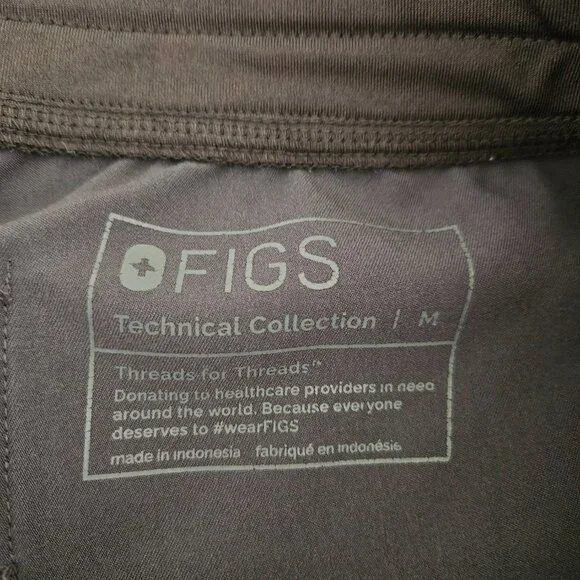 FIGS
Technical Collection | M
Threads for Threads™
Donating to healthcare providers in need
around the world. Because everyone
deserves to #wearFIGS
made in indonesia fabriqué en indonésie